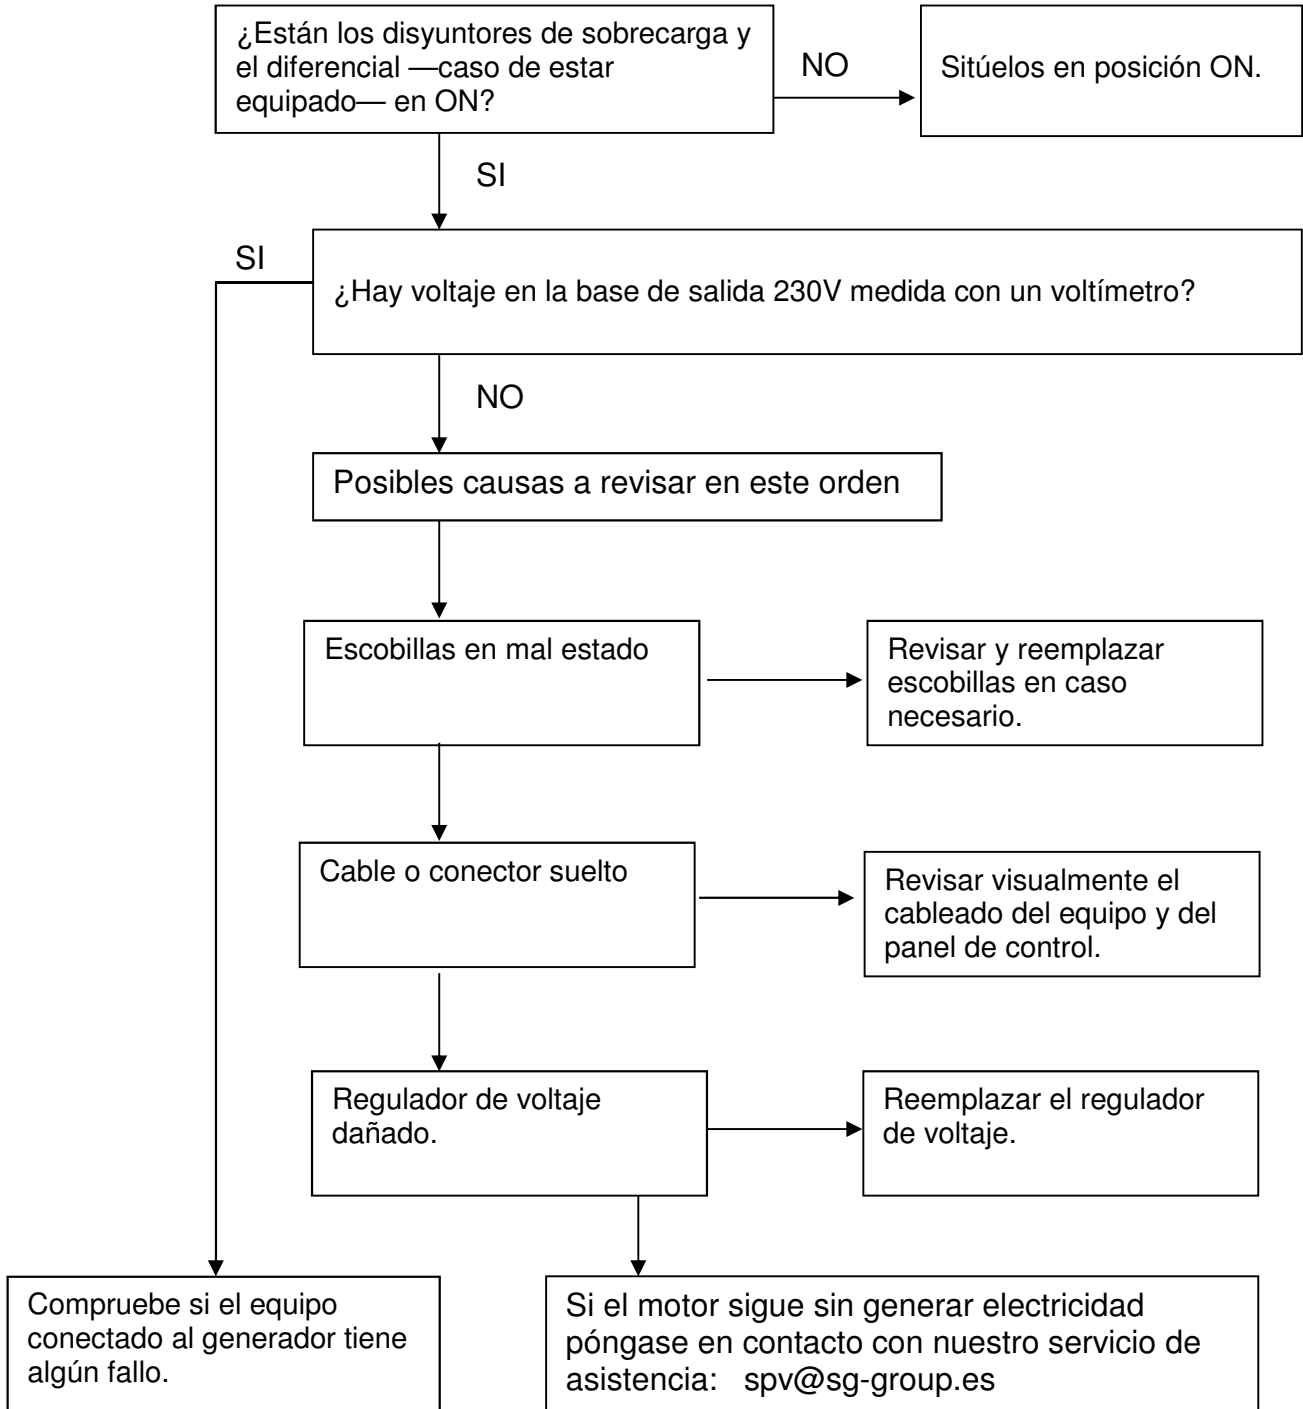 ¿Están los disyuntores de sobrecarga y
el diferencial —caso de estar
equipado— en ON?
NO
Sitúelos en posición ON.
SI
SI
¿Hay voltaje en la base de salida 230V medida con un voltímetro?
NO
Posibles causas a revisar en este orden
Escobillas en mal estado
Revisar y reemplazar
escobillas en caso
necesario.
Cable o conector suelto
Revisar visualmente el
cableado del equipo y del
panel de control.
Regulador de voltaje
dañado.
Reemplazar el regulador
de voltaje.
Compruebe si el equipo
conectado al generador tiene
algún fallo.
Si el motor sigue sin generar electricidad
póngase en contacto con nuestro servicio de
asistencia: spv@sg-group.es